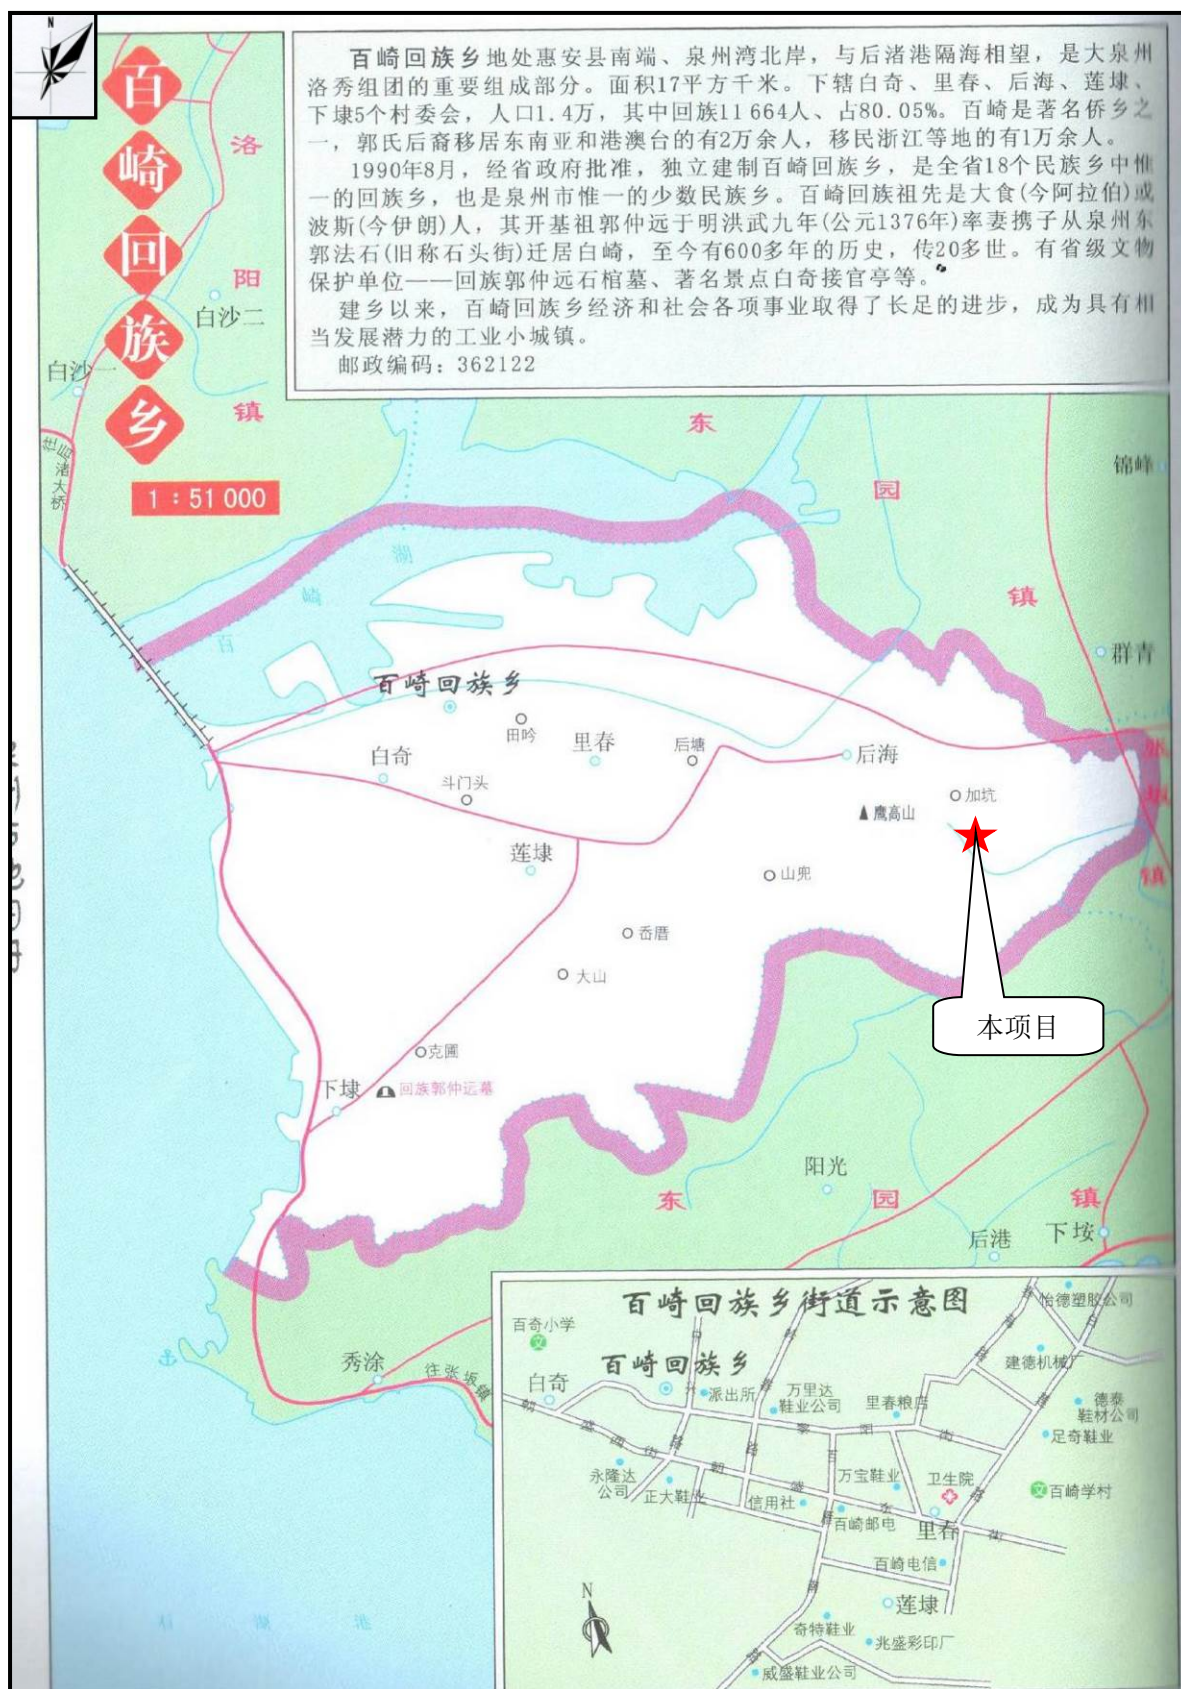 N
百崎回族乡
1：51 000
百崎回族乡地处惠安县南端、泉州湾北岸，与后渚港隔海相望，是大泉州
洛秀组团的重要组成部分。面积17平方千米。下辖白奇、里春、后海、莲埭、
下埭5个村委会，人口1.4万，其中回族11 664人、占80.05%。百崎是著名侨乡之
一，郭氏后裔移居东南亚和港澳台的有2万余人，移民浙江等地的有1万余人。
1990年8月，经省政府批准，独立建制百崎回族乡，是全省18个民族乡中惟
一的回族乡，也是泉州市惟一的少数民族乡。百崎回族祖先是大食(今阿拉伯)或
波斯(今伊朗)人，其开基祖郭仲远于明洪武九年(公元1376年)率妻携子从泉州东
郭法石(旧称石头街)迁居白崎，至今有600多年的历史，传20多世。有省级文物
保护单位——回族郭仲远石棺墓、著名景点白奇接官亭等。
建乡以来，百崎回族乡经济和社会各项事业取得了长足的进步，成为具有相
当发展潜力的工业小城镇。
邮政编码：362122
洛阳镇
白沙二
白沙一
往后渚大桥
东园镇
锦峰
群青
百崎湖
百崎回族乡
田吟
里春
后塘
后海
白奇
斗门头
加坑
鹰高山
莲埭
山兜
岙厝
大山
本项目
克圃
下埭
回族郭仲远墓
阳光
东园镇
后港
下垵
秀涂
往张坂镇
百崎回族乡街道示意图
百奇小学
百崎回族乡
白奇
派出所
万里达
鞋业公司
里春粮店
怡德塑胶公司
建德机械厂
德泰
鞋材公司
足奇鞋业
永隆达
公司
正大鞋业
信用社
万宝鞋业
卫生院
百崎学村
百崎邮电
里春
百崎电信
莲埭
奇特鞋业
兆盛彩印厂
威盛鞋业公司
N